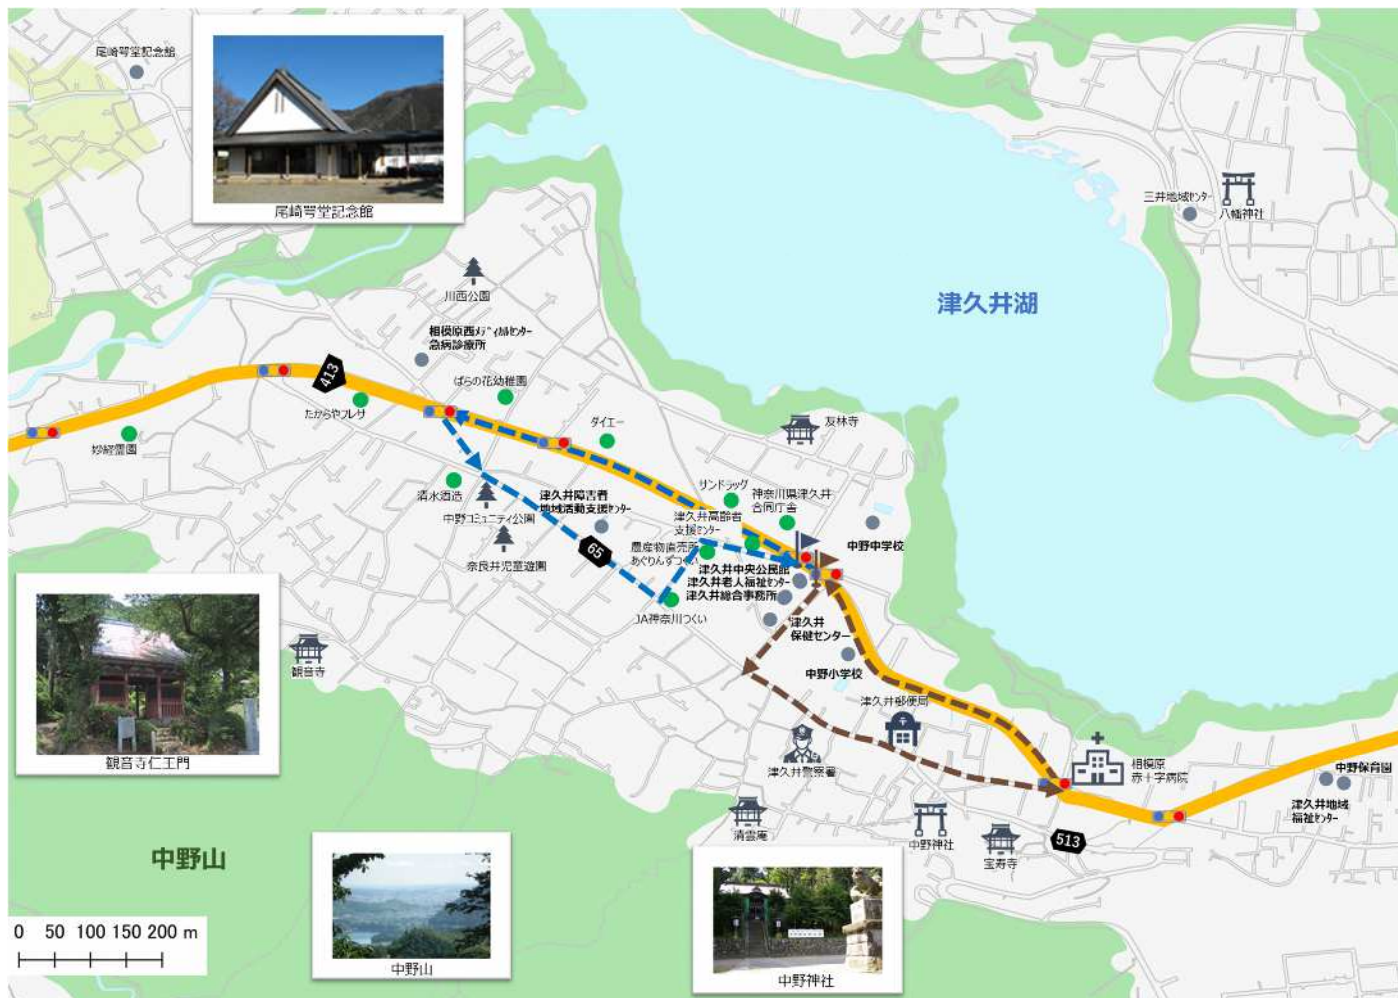 尾崎咢堂記念館
尾崎咢堂記念館
三井地域センター
八幡神社
川西公園
津久井湖
相模原西メディカルセンター
急病診療所
413
ばらの花幼稚園
たからやプレサ
ダイエー
友林寺
妙経霊園
サンドラッグ
神奈川県津久井
合同庁舎
清水酒造
津久井障害者
地域活動支援センター
中野コミュニティ公園
津久井高齢者
支援センター
中野中学校
65
農産物直売所
あぐりんずつくい
奈良井児童遊園
津久井中央公民館
津久井老人福祉センター
津久井総合事務所
JA神奈川つくい
津久井
保健センター
観音寺
中野小学校
津久井郵便局
観音寺仁王門
津久井警察署
相模原
赤十字病院
中野保育園
津久井地域
福祉センター
清雲庵
中野神社
513
宝寿寺
中野山
0 50 100 150 200 m
中野山
中野神社